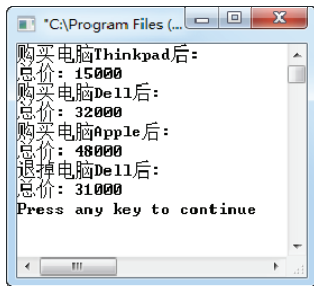 "C:\Program Files (...
购买电脑Thinkpad后:
总价: 15000
购买电脑Dell后:
总价: 32000
购买电脑Apple后:
总价: 48000
退掉电脑Dell后:
总价: 31000
Press any key to continue